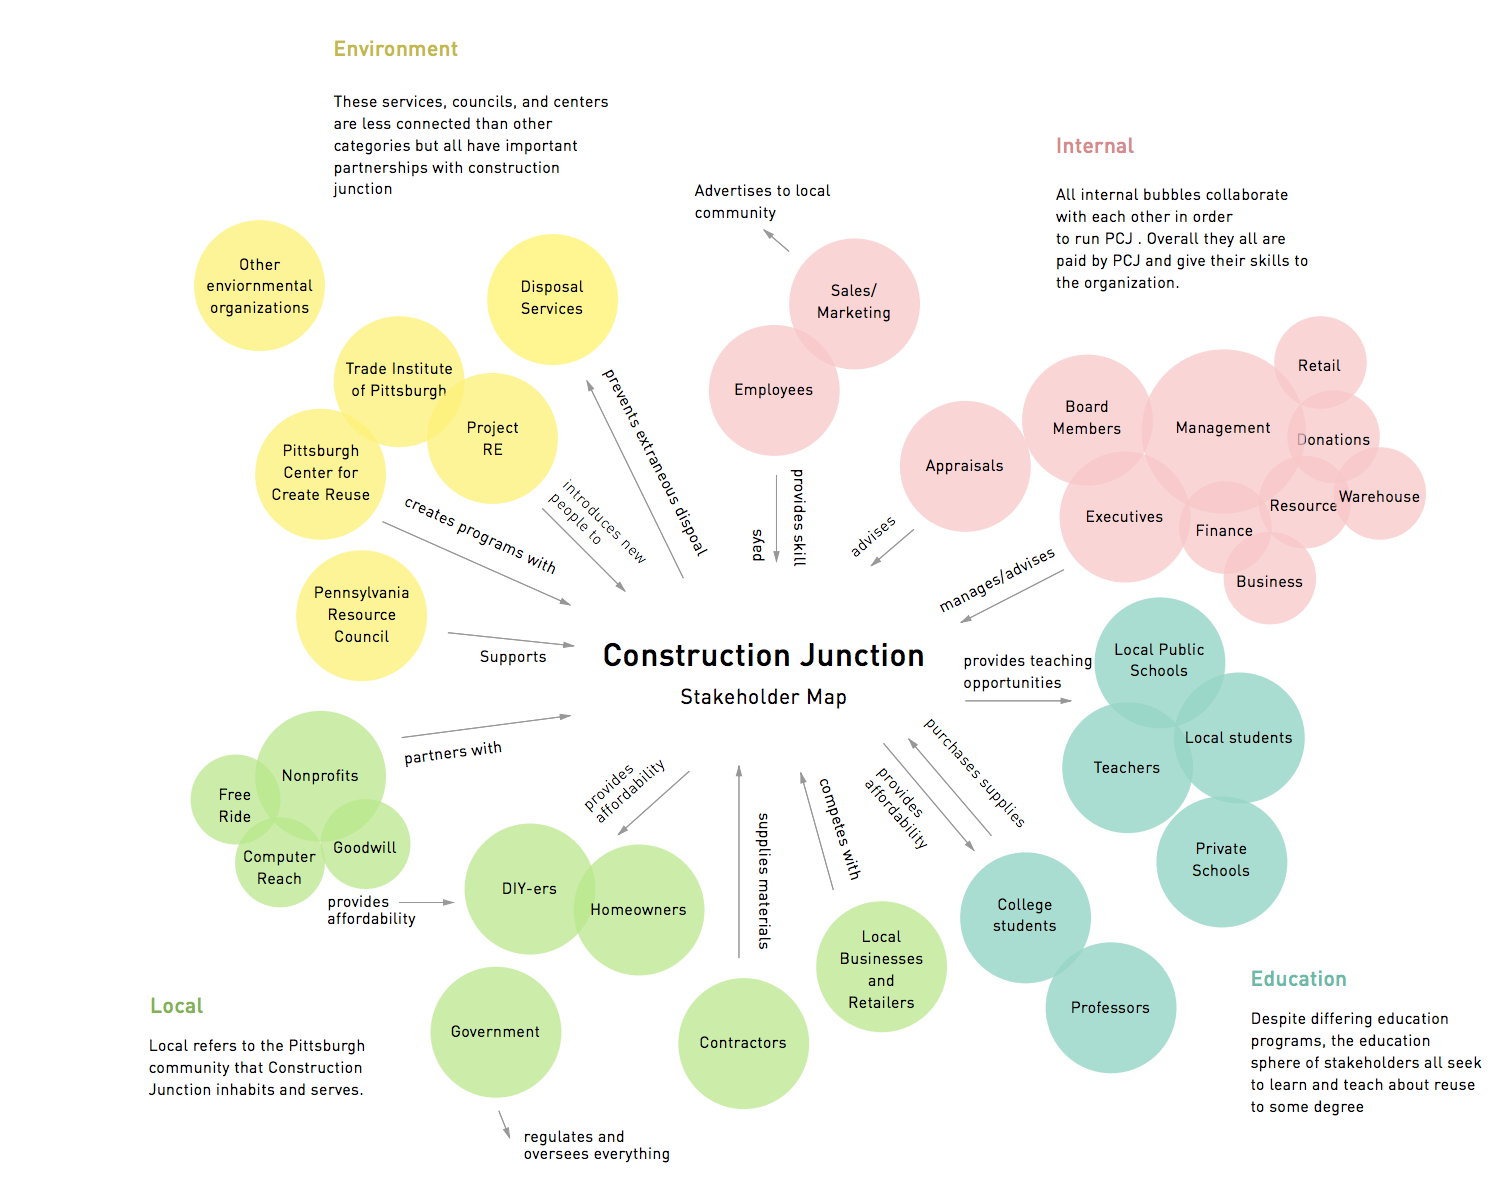 Environment
These services, councils, and centers
are less connected than other
categories but all have important
partnerships with construction
junction
Internal
All internal bubbles collaborate
with each other in order
to run PCJ . Overall they all are
paid by PCJ and give their skills to
the organization.
Advertises to local
community
Other
enviornmental
organizations
Disposal
Services
Sales/
Marketing
Trade Institute
of Pittsburgh
Project
RE
Pittsburgh
Center for
Create Reuse
Employees
Appraisals
Board
Members
Management
Retail
Donations
Resource
Warehouse
Executives
Finance
Business
prevents extraneous dispoal
introduces new
people to
creates programs with
pays
provides skill
advises
manages/advises
Pennsylvania
Resource
Council
Supports
Construction Junction
Stakeholder Map
provides teaching
opportunities
Local Public
Schools
Local students
Teachers
Private
Schools
partners with
Nonprofits
Free
Ride
Computer
Reach
Goodwill
provides
affordability
provides
affordability
DIY-ers
Homeowners
supplies materials
competes with
provides
affordability
purchases supplies
College
students
Professors
Local
Businesses
and
Retailers
Contractors
Government
regulates and
oversees everything
Local
Local refers to the Pittsburgh
community that Construction
Junction inhabits and serves.
Education
Despite differing education
programs, the education
sphere of stakeholders all seek
to learn and teach about reuse
to some degree